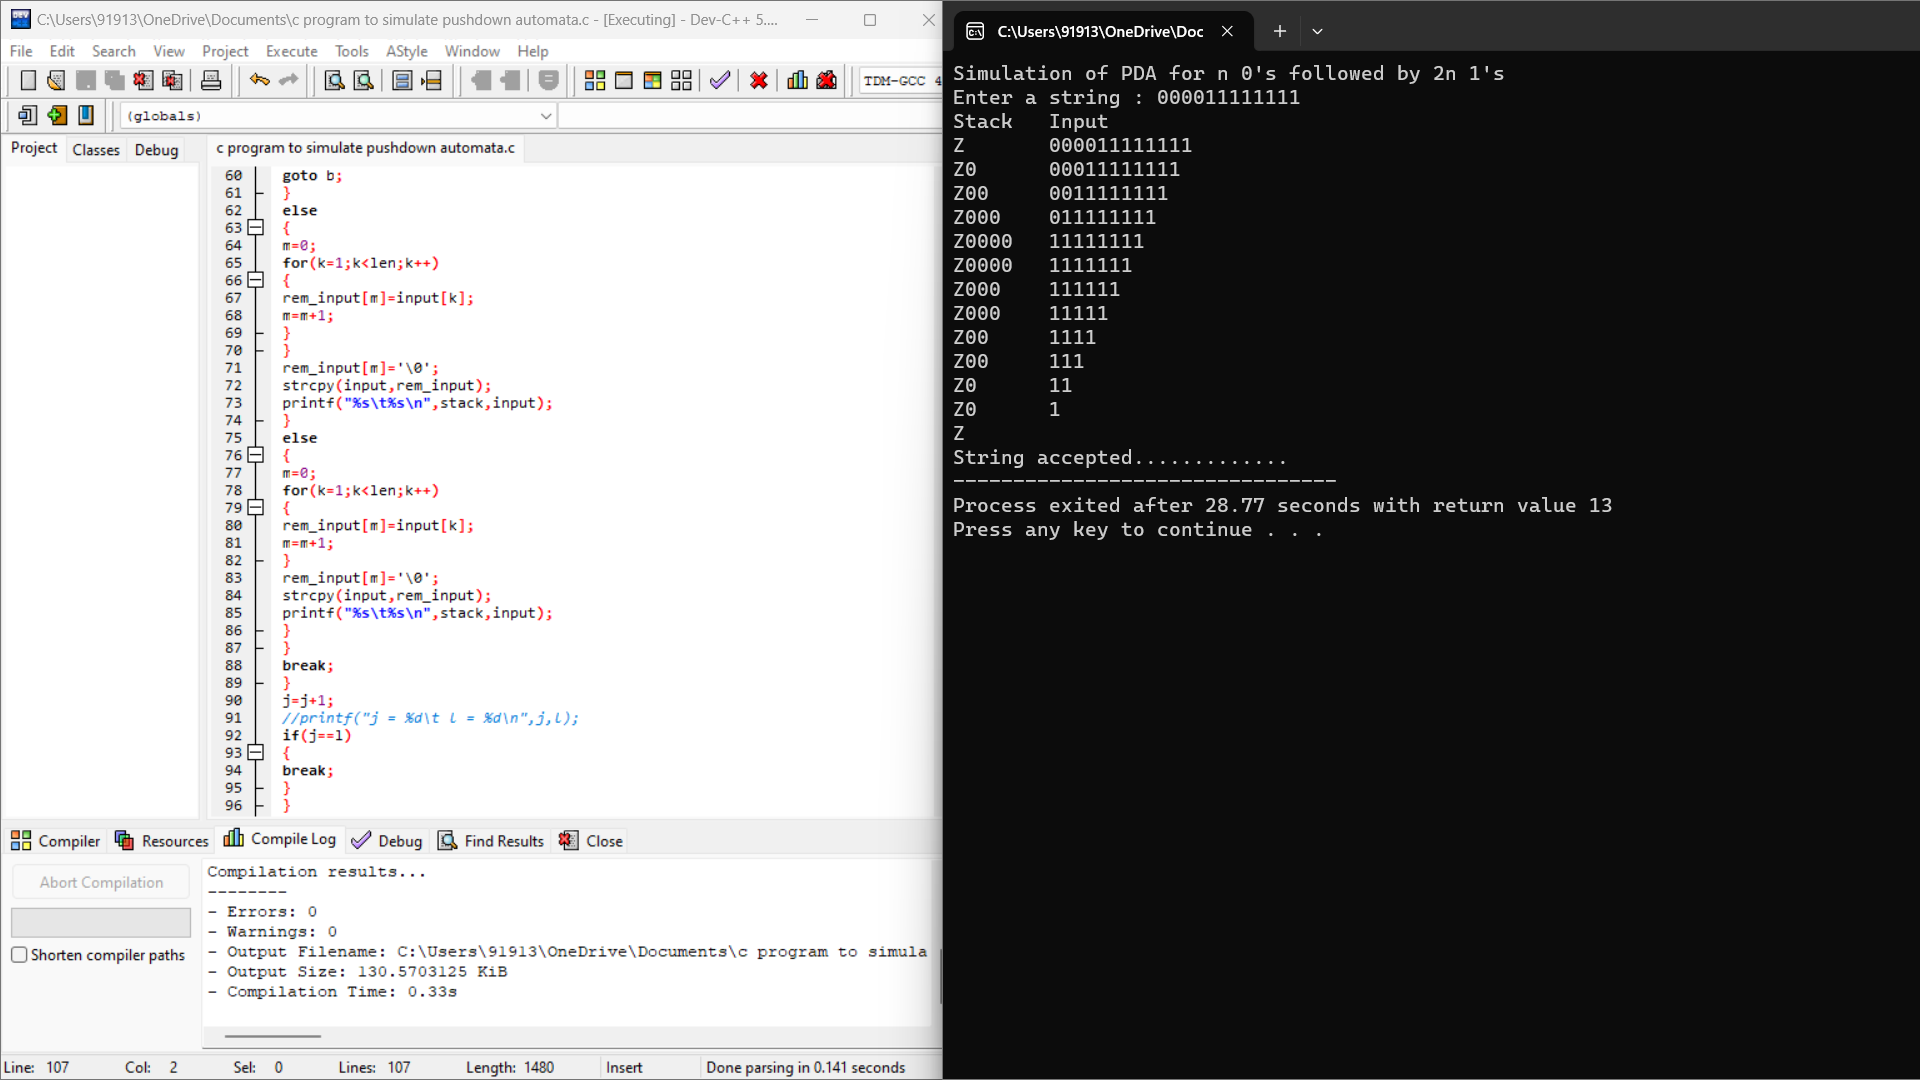 C:\Users\91913\OneDrive\Documents\c program to simulate pushdown automata.c - [Executing] - Dev-C++ 5....
File Edit Search View Project Execute Tools AStyle Window Help
TDM-GCC 4
(globals)
Project Classes Debug
c program to simulate pushdown automata.c
60 goto b;
61 }
62 else
63 {
64 m=0;
65 for(k=1;k<len;k++)
66 {
67 rem_input[m]=input[k];
68 m=m+1;
69 }
70 }
71 rem_input[m]='\0';
72 strcpy(input,rem_input);
73 printf("%s\t%s\n",stack,input);
74 }
75 else
76 {
77 m=0;
78 for(k=1;k<len;k++)
79 {
80 rem_input[m]=input[k];
81 m=m+1;
82 }
83 rem_input[m]='\0';
84 strcpy(input,rem_input);
85 printf("%s\t%s\n",stack,input);
86 }
87 }
88 break;
89 }
90 j=j+1;
91 //printf("j = %d\t l = %d\n",j,l);
92 if(j==l)
93 {
94 break;
95 }
96 }
Compiler Resources Compile Log Debug Find Results Close
Abort Compilation
Shorten compiler paths
Compilation results...
--------
- Errors: 0
- Warnings: 0
- Output Filename: C:\Users\91913\OneDrive\Documents\c program to simula
- Output Size: 130.5703125 KiB
- Compilation Time: 0.33s
Line: 107 Col: 2 Sel: 0 Lines: 107 Length: 1480 Insert Done parsing in 0.141 seconds
C:\Users\91913\OneDrive\Doc
Simulation of PDA for n 0's followed by 2n 1's
Enter a string : 000011111111
Stack Input
Z 000011111111
Z0 00011111111
Z00 0011111111
Z000 011111111
Z0000 11111111
Z0000 1111111
Z000 111111
Z000 11111
Z00 1111
Z00 111
Z0 11
Z0 1
Z
String accepted.............
--------------------------------
Process exited after 28.77 seconds with return value 13
Press any key to continue . . .